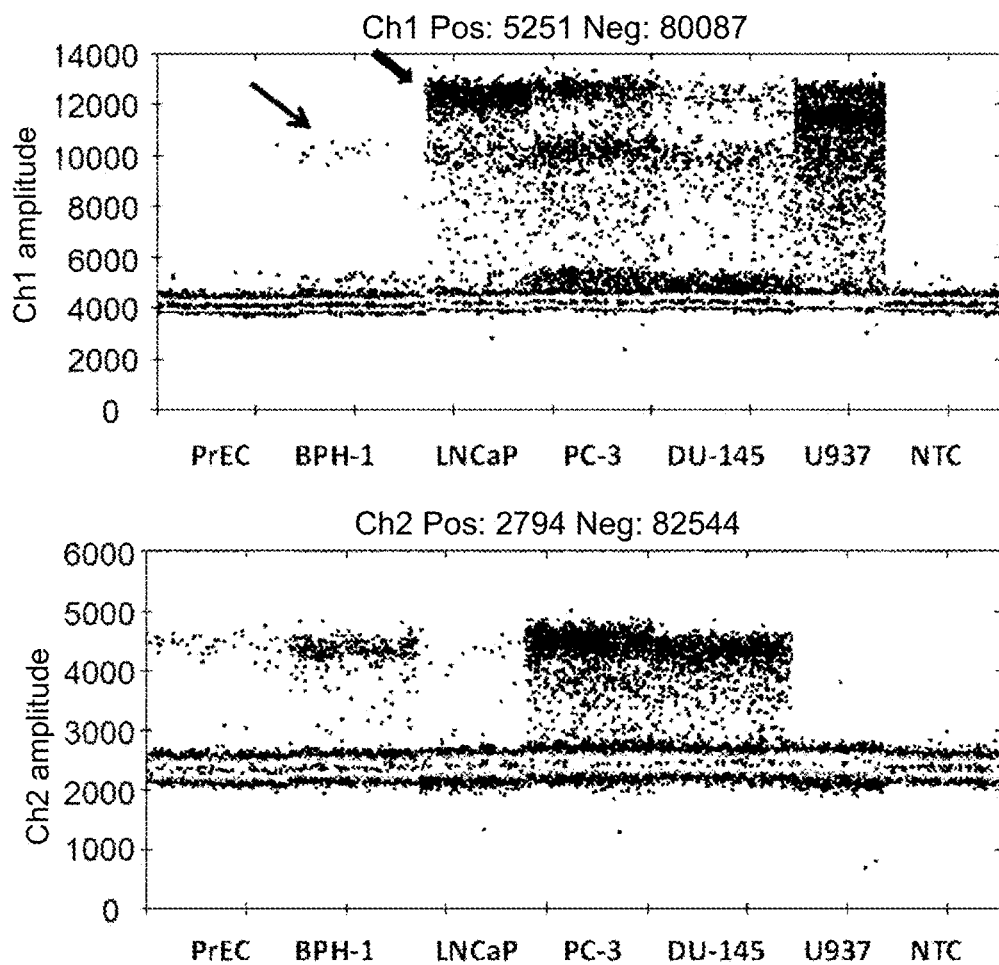 Ch1 Pos: 5251 Neg: 80087
14000
12000
10000
8000
6000
4000
2000
0
Ch1 amplitude
PrEC BPH-1 LNCaP PC-3 DU-145 U937 NTC
Ch2 Pos: 2794 Neg: 82544
6000
5000
4000
3000
2000
1000
0
Ch2 amplitude
PrEC BPH-1 LNCaP PC-3 DU-145 U937 NTC